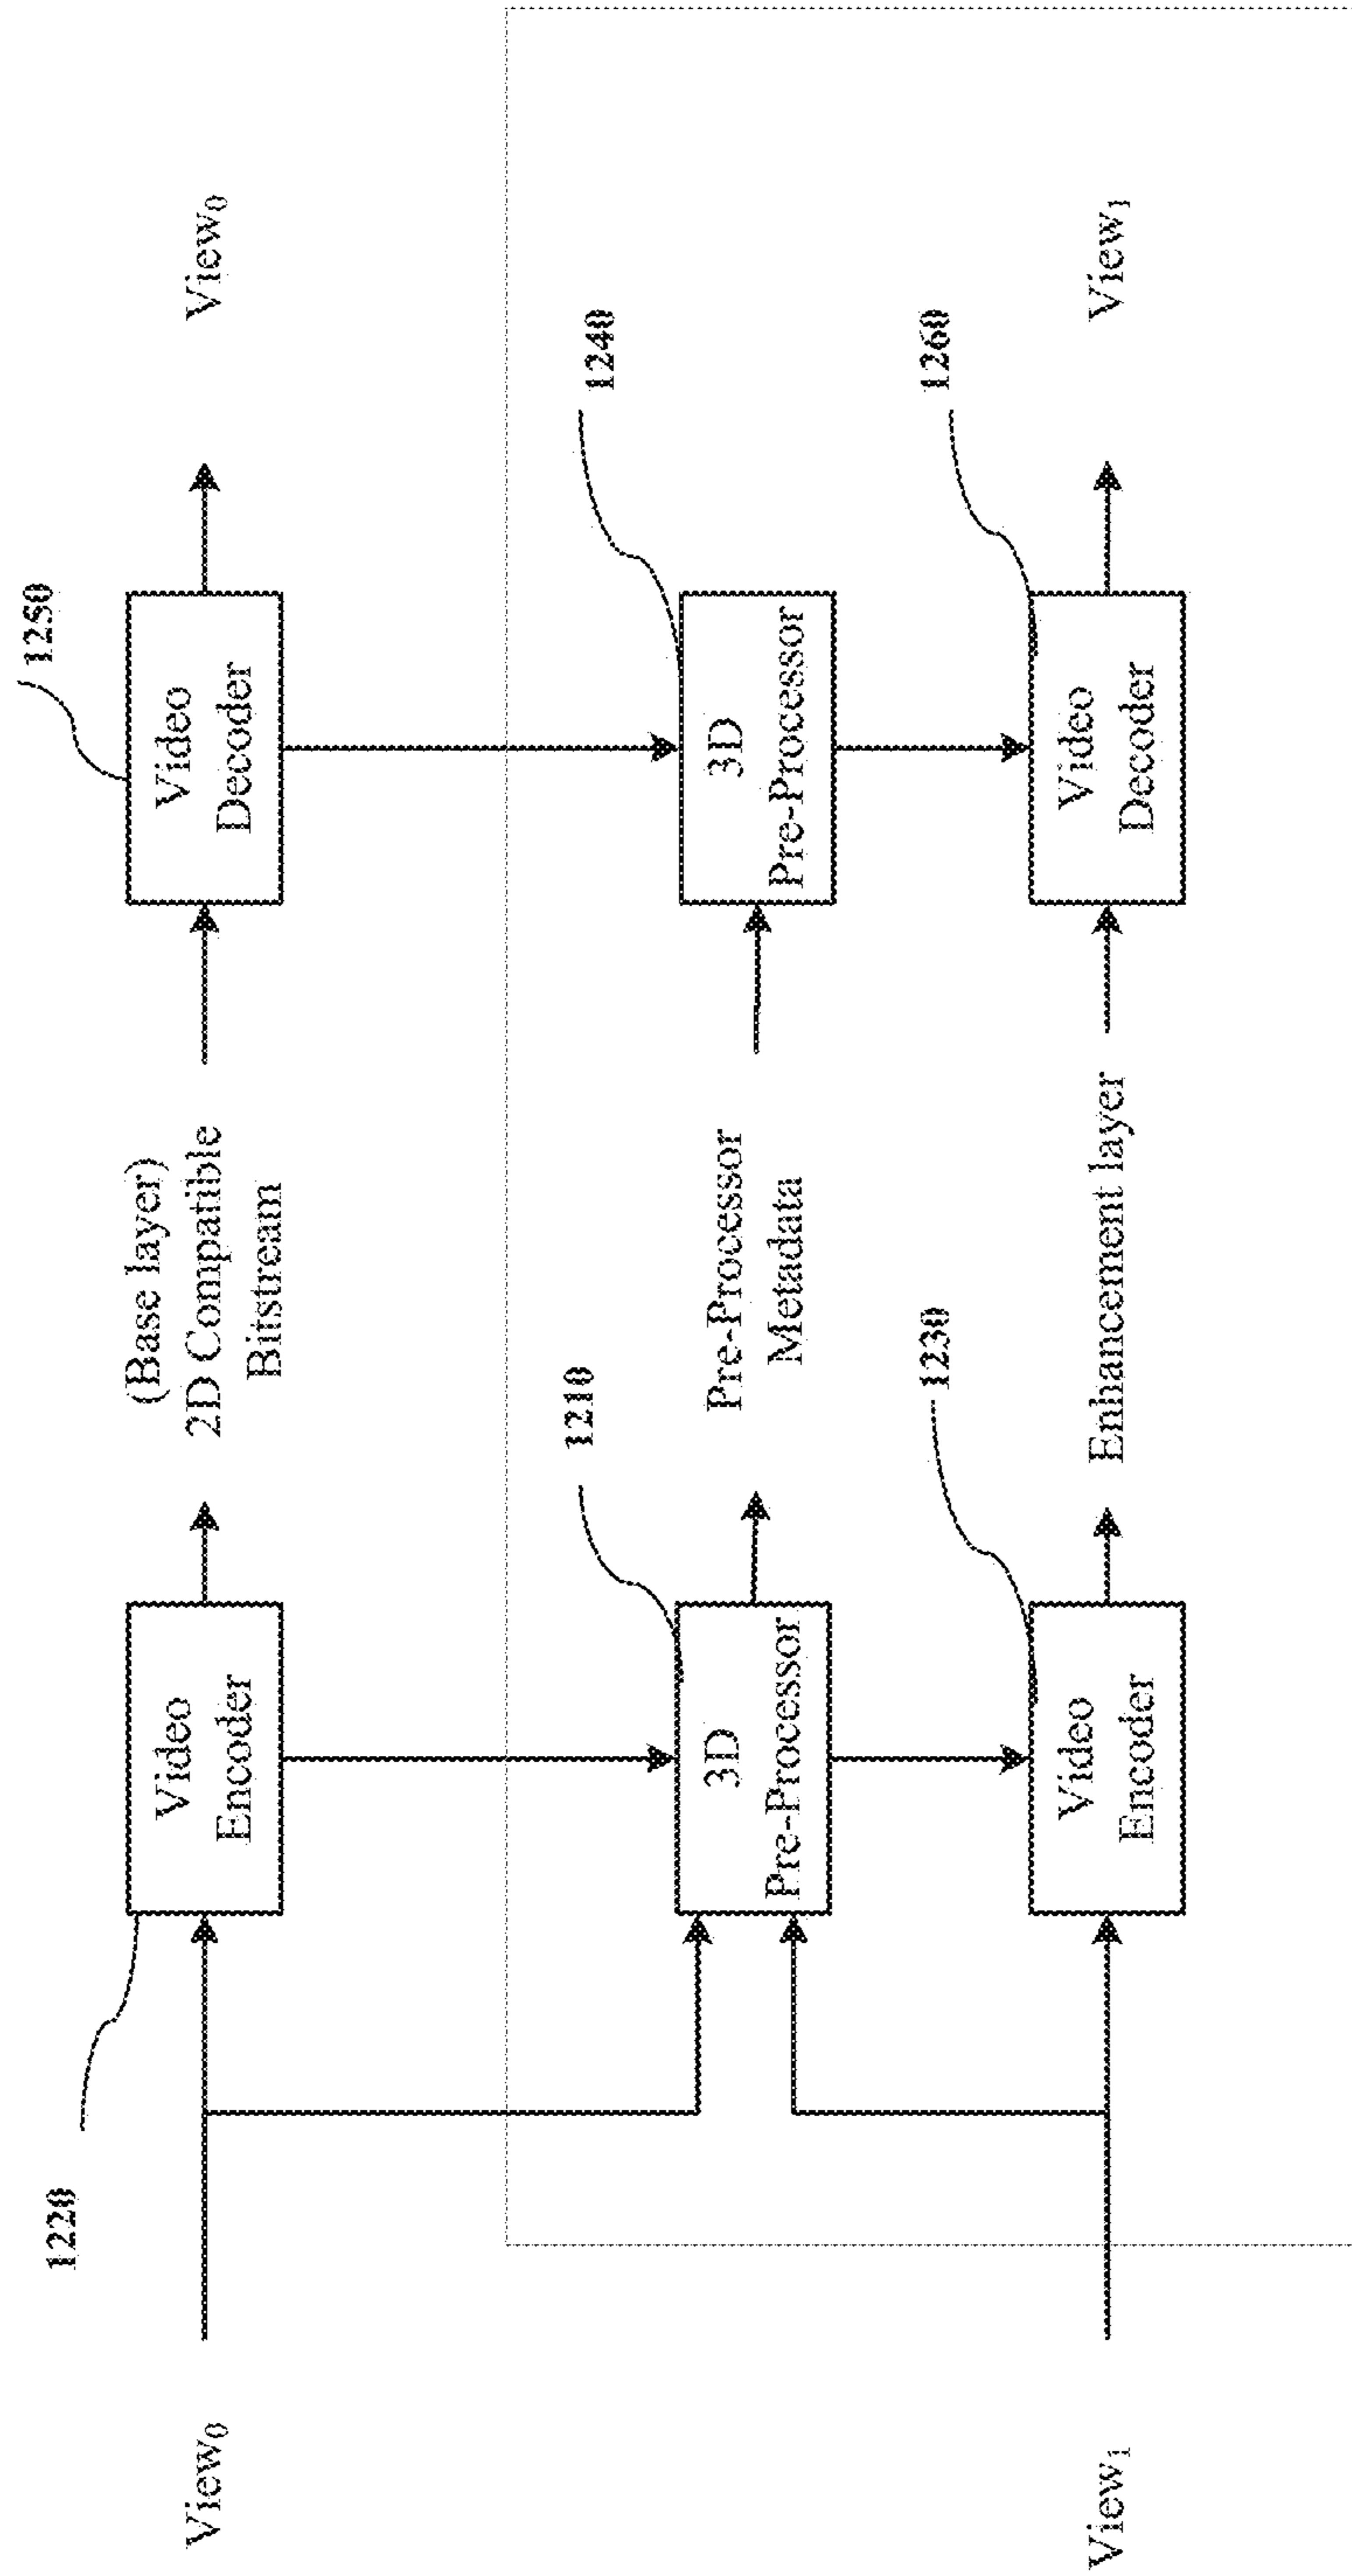 1220
1250
View₀
Video
Encoder
(Base layer)
2D Compatible
Bitstream
Video
Decoder
View₀
1210
1240
3D
Pre-Processor
Pre-Processor
Metadata
3D
Pre-Processor
1230
1260
View₁
Video
Encoder
Enhancement layer
Video
Decoder
View₁